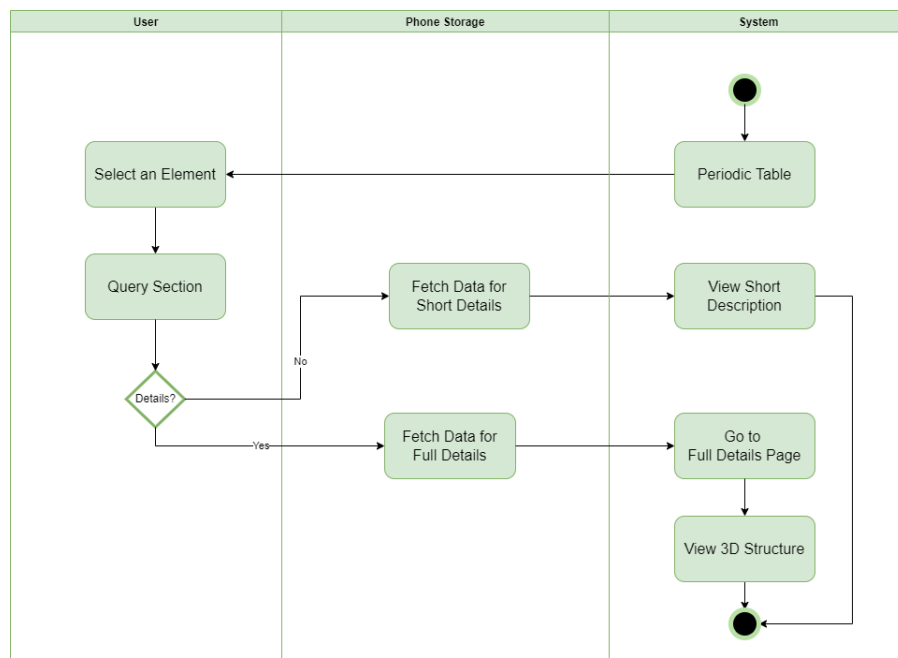 User
Phone Storage
System
Select an Element
Periodic Table
Query Section
Fetch Data for
Short Details
View Short
Description
No
Details?
Yes
Fetch Data for
Full Details
Go to
Full Details Page
View 3D Structure